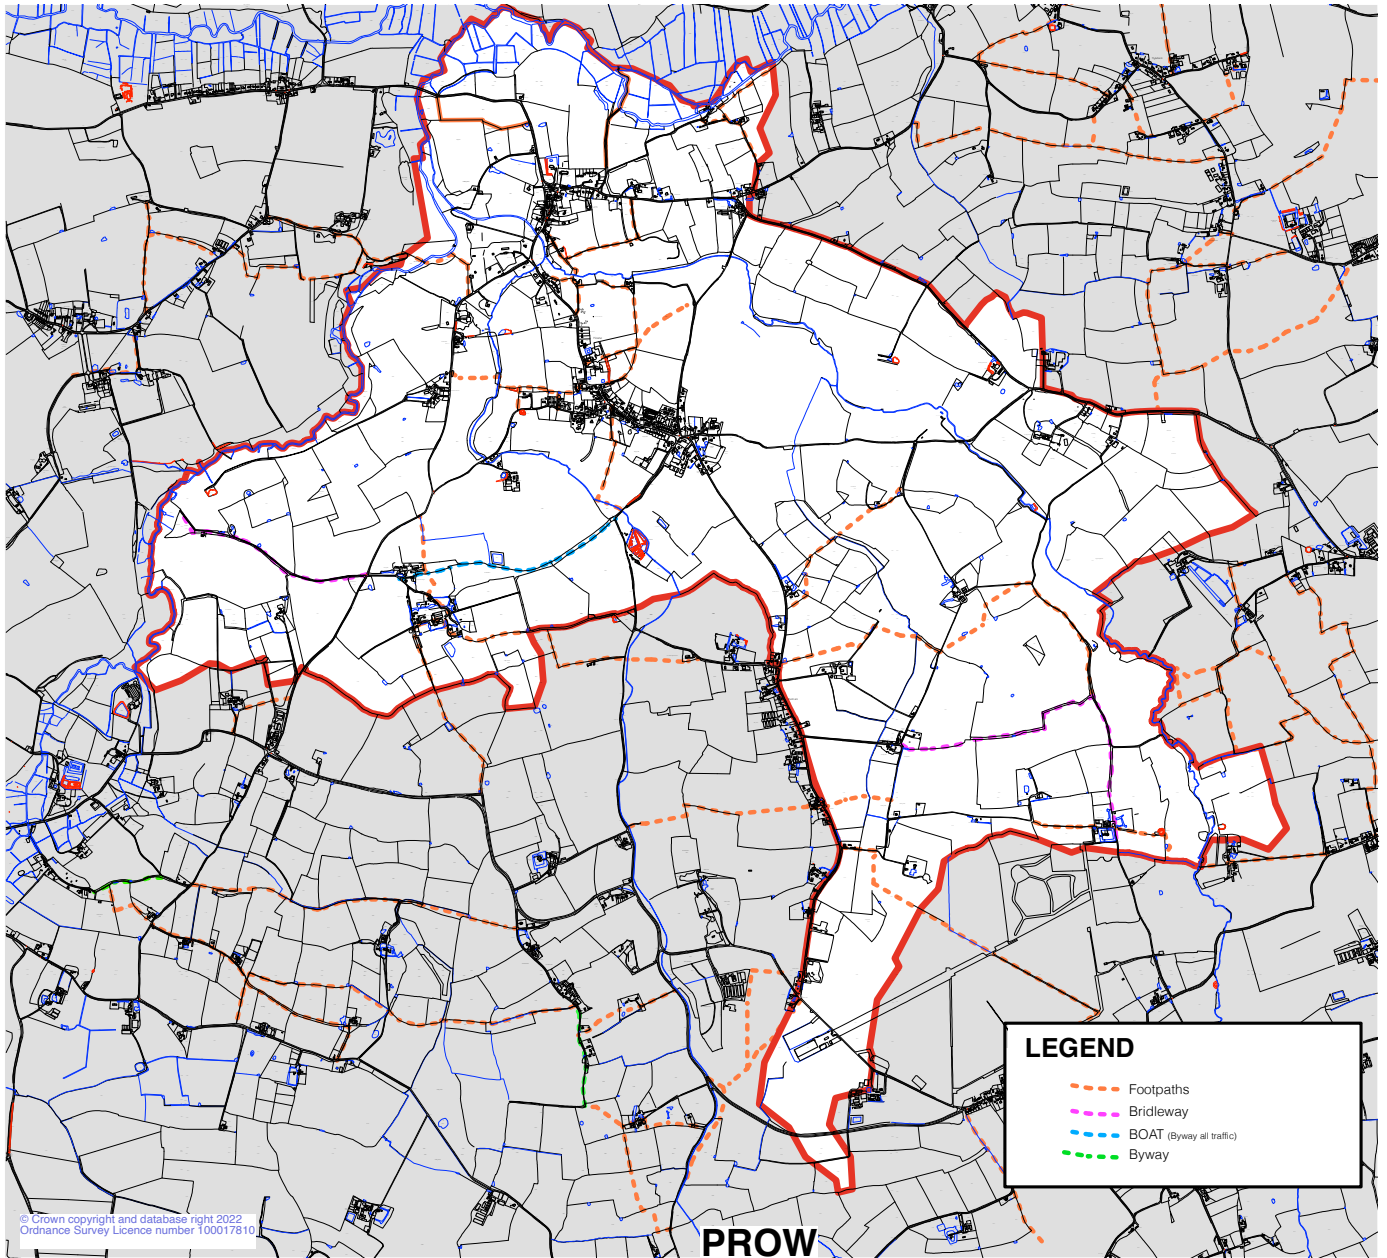 LEGEND
Footpaths
Bridleway
BOAT (Byway all traffic)
Byway
© Crown copyright and database right 2022
Ordnance Survey Licence number 100017810
PROW